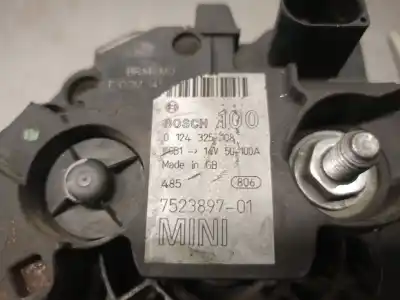 BOSCH 100
0 124 325 108
14V 50-100A
Made in GB
485 806
7523897-01
MINI